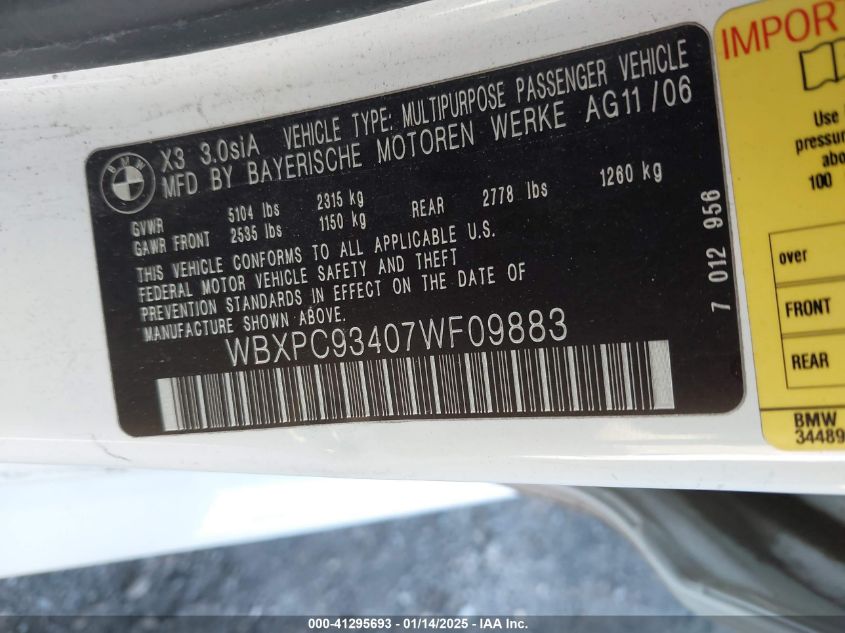 BMW
X3 3.0siA VEHICLE TYPE: MULTIPURPOSE PASSENGER VEHICLE
MFD BY BAYERISCHE MOTOREN WERKE AG11/06
GVWR 5104 lbs 2315 kg
GAWR FRONT 2535 lbs 1150 kg REAR 2778 lbs 1260 kg
THIS VEHICLE CONFORMS TO ALL APPLICABLE U.S.
FEDERAL MOTOR VEHICLE SAFETY AND THEFT
PREVENTION STANDARDS IN EFFECT ON THE DATE OF
MANUFACTURE SHOWN ABOVE.
WBXPC93407WF09883
7 012 956
IMPORT
Use
pressu
abo
100
over
FRONT
REAR
BMW
34489
000-41295693 - 01/14/2025 - IAA Inc.